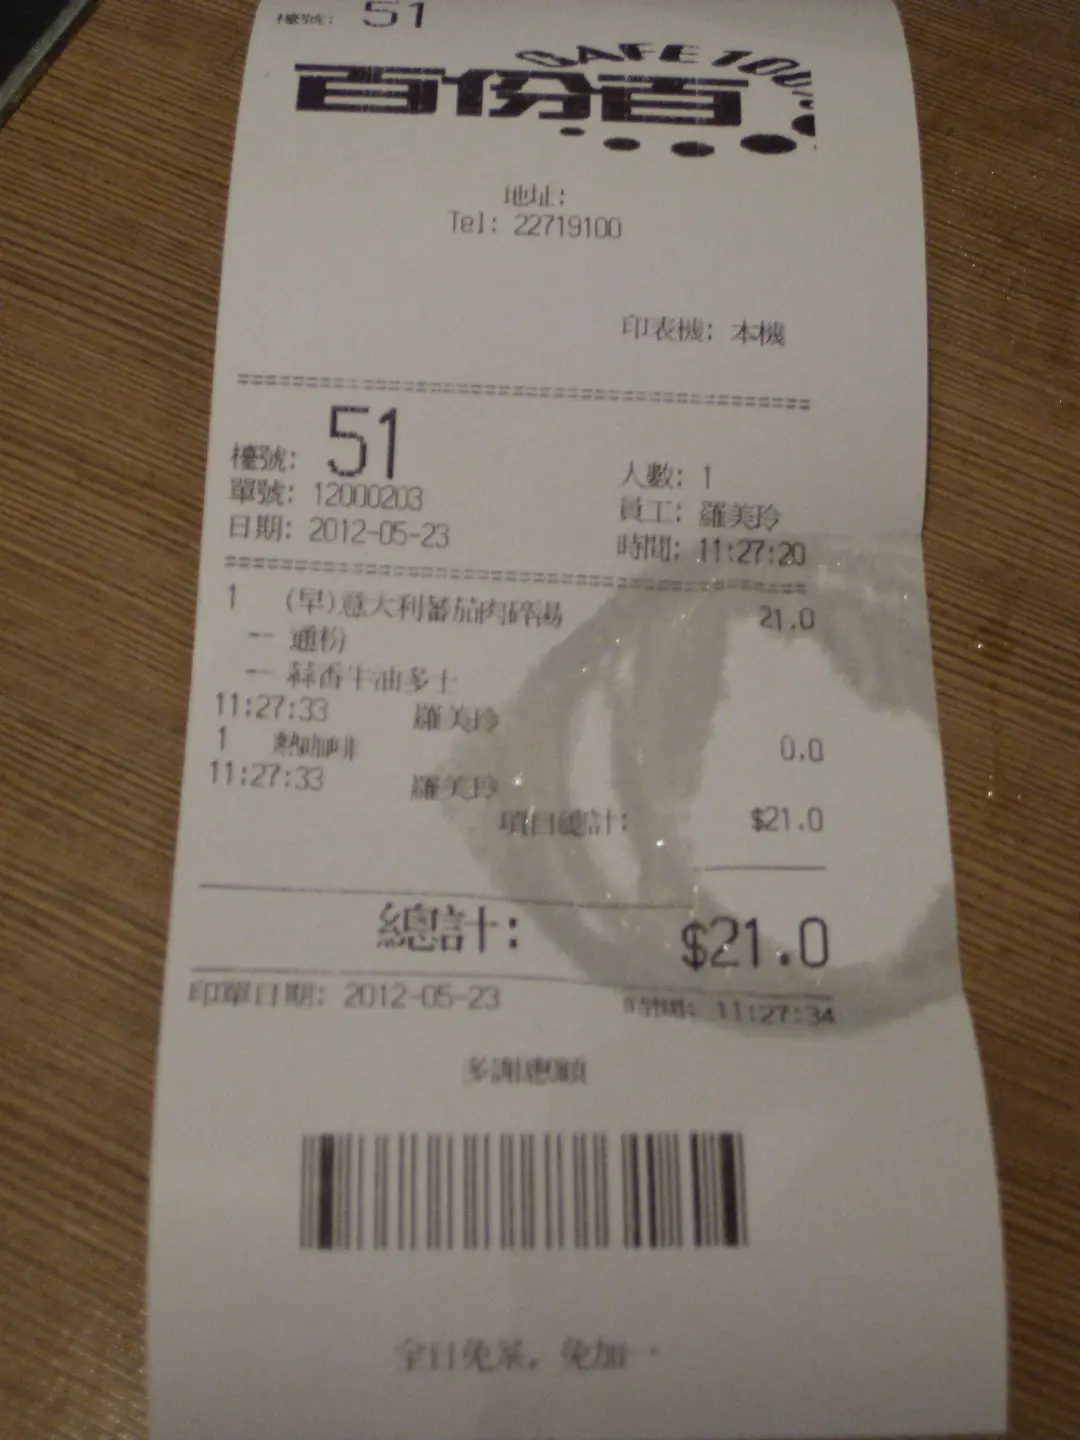 檯號: 51
CAFE 100%
百份百
地址:
Tel: 22719100
印表機: 本機
檯號: 51 人數: 1
單號: 12000203 員工: 羅美玲
日期: 2012-05-23 時間: 11:27:20
1 (早)意大利蕃茄肉碎湯 21.0
-- 通粉
-- 蒜香牛油多士
11:27:33 羅美玲
1 熱咖啡 0.0
11:27:33 羅美玲
項目總計: $21.0
總計: $21.0
印單日期: 2012-05-23 時間: 11:27:34
多謝惠顧
全日免茶, 免加一